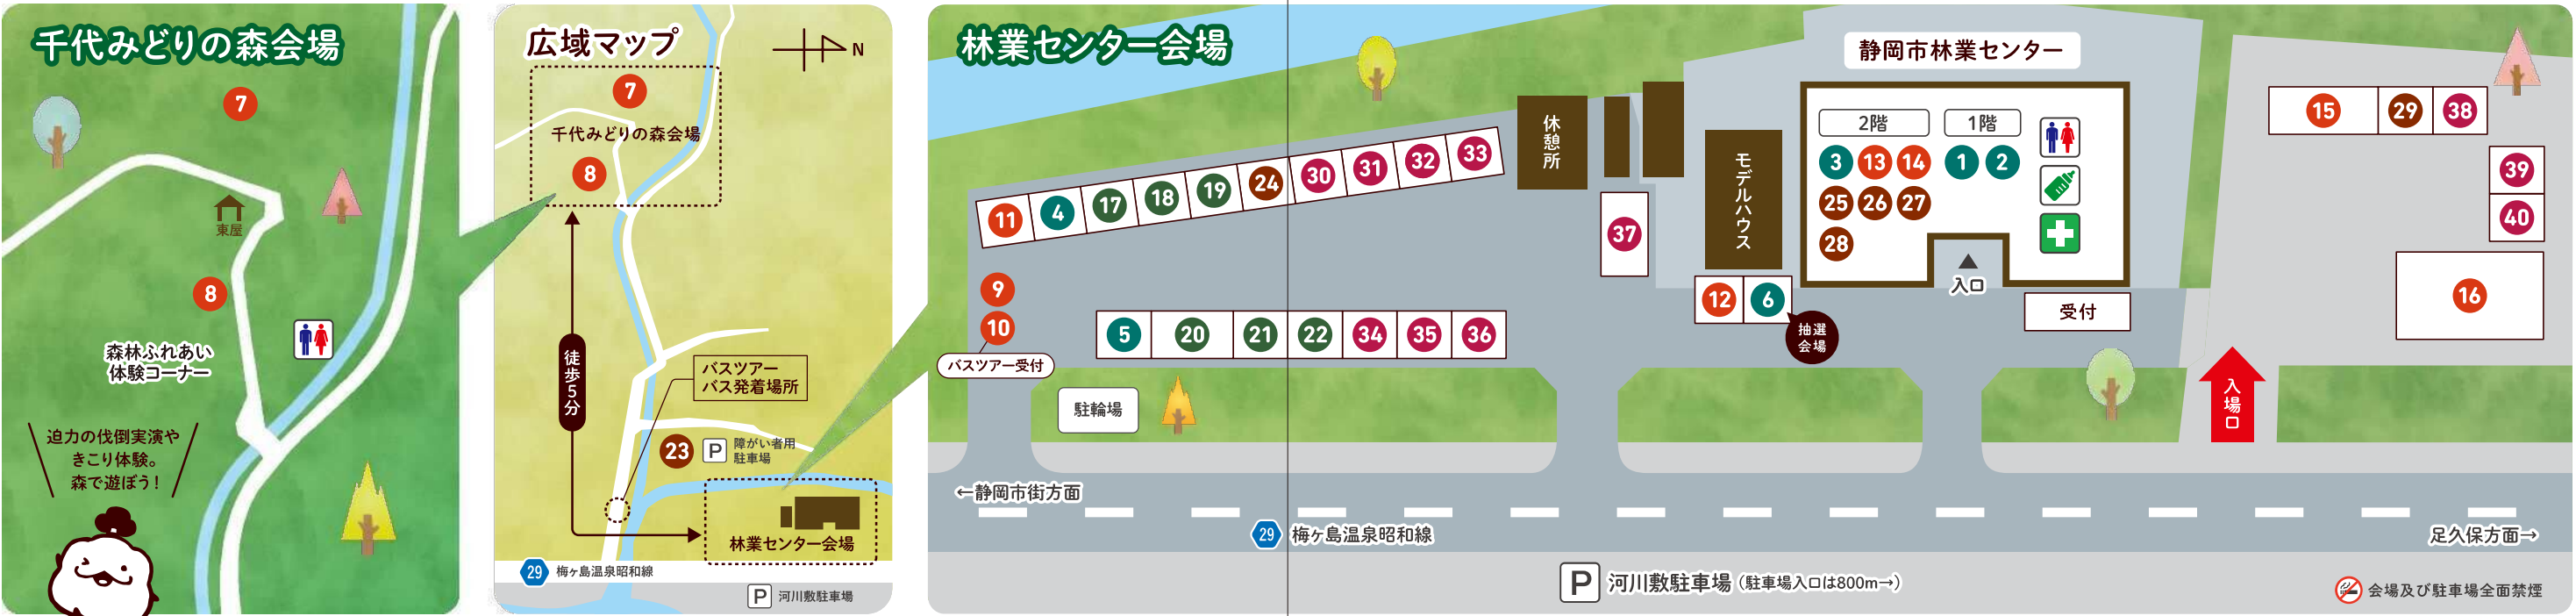 千代みどりの森会場
7
東屋
8
森林ふれあい
体験コーナー
迫力の伐倒実演や
きこり体験。
森で遊ぼう！
広域マップ
N
7
千代みどりの森会場
8
徒歩5分
バスツアー
バス発着場所
23
P
障がい者用
駐車場
林業センター会場
29
梅ヶ島温泉昭和線
P
河川敷駐車場
林業センター会場
静岡市林業センター
休憩所
モデルハウス
2階
1階
3 13 14
1 2
25 26 27
28
入口
受付
15 29 38
39
40
16
11 4 17 18 19 24 30 31 32 33
37
12 6
抽選
会場
9
10
バスツアー受付
5 20 21 22 34 35 36
駐輪場
入場口
←静岡市街方面
29
梅ヶ島温泉昭和線
足久保方面→
P
河川敷駐車場（駐車場入口は800m→）
会場及び駐車場全面禁煙